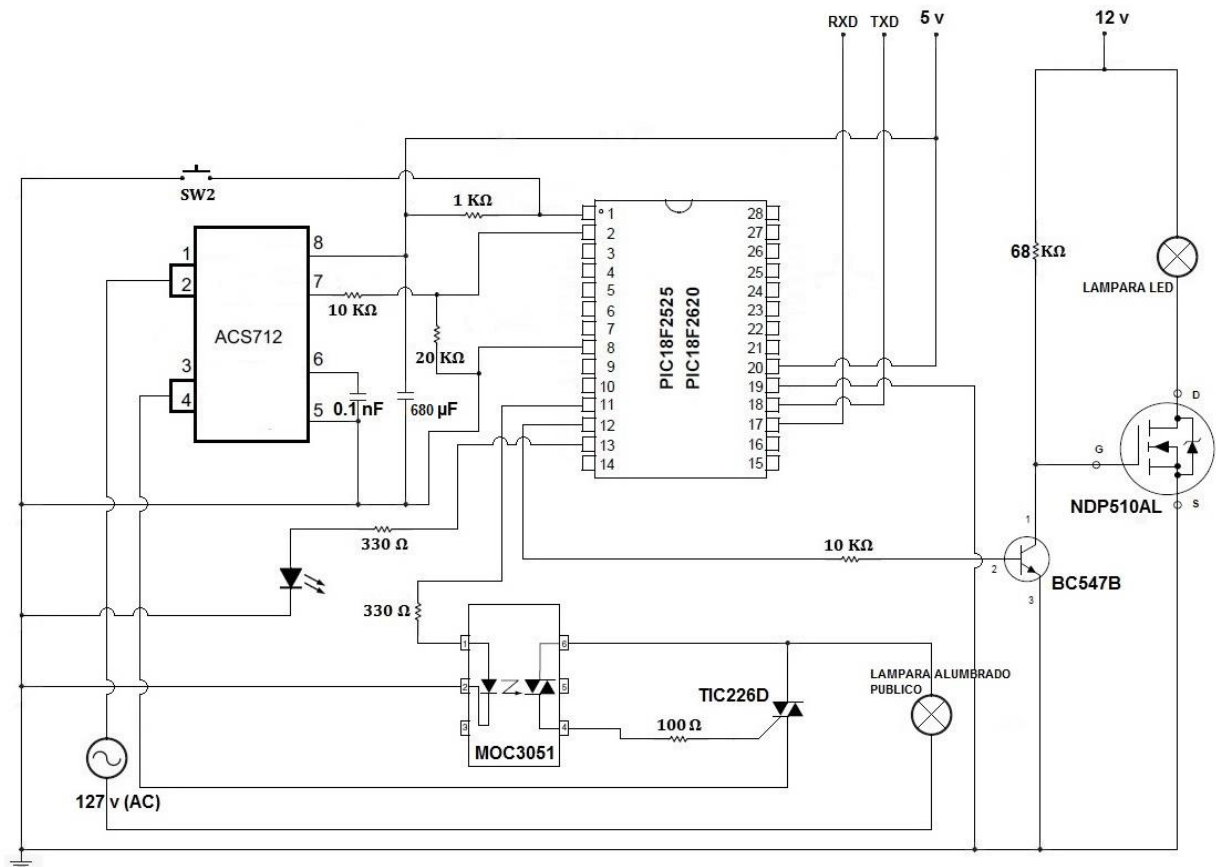 RXD TXD 5 v 12 v
SW2
1 KΩ
1
2
3
4
8
7
6
5
ACS712
10 KΩ
20 KΩ
0.1 nF
680 µF
1
2
3
4
5
6
7
8
9
10
11
12
13
14
PIC18F2525
PIC18F2620
28
27
26
25
24
23
22
21
20
19
18
17
16
15
68 KΩ
LAMPARA LED
D
G
S
NDP510AL
330 Ω
10 KΩ
1
2
3
BC547B
330 Ω
1
2
3
6
5
4
MOC3051
100 Ω
TIC226D
LAMPARA ALUMBRADO
PUBLICO
127 v (AC)